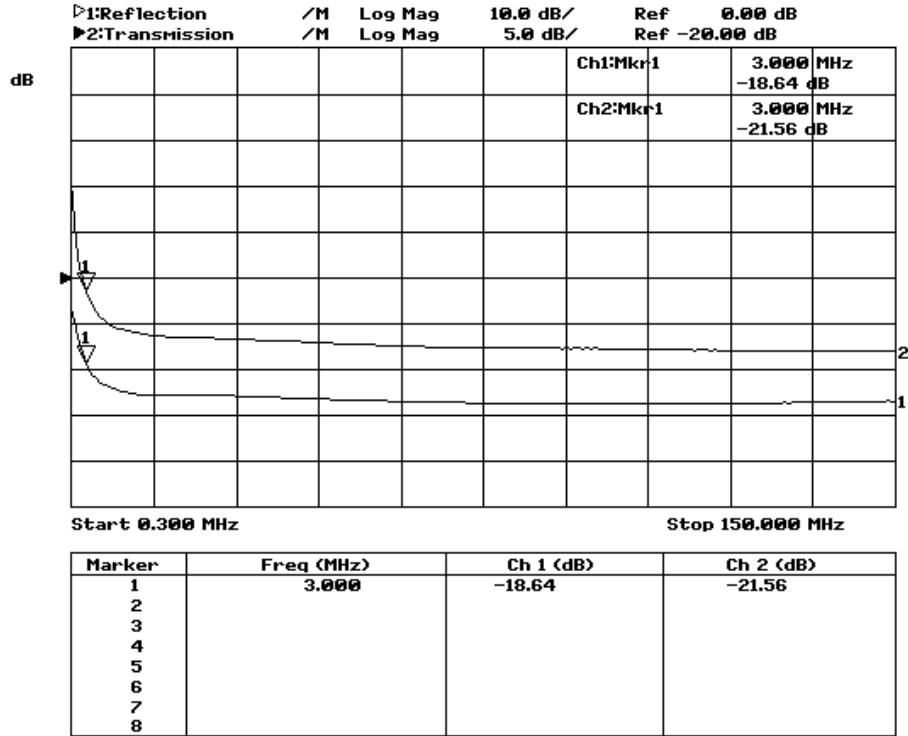 ▷1:Reflection /M Log Mag 10.0 dB/ Ref 0.00 dB
▶2:Transmission /M Log Mag 5.0 dB/ Ref -20.00 dB
Ch1:Mkr1 3.000 MHz
-18.64 dB
dB
Ch2:Mkr1 3.000 MHz
-21.56 dB
1
1
2
1
Start 0.300 MHz Stop 150.000 MHz
Marker Freq (MHz) Ch 1 (dB) Ch 2 (dB)
1 3.000 -18.64 -21.56
2
3
4
5
6
7
8